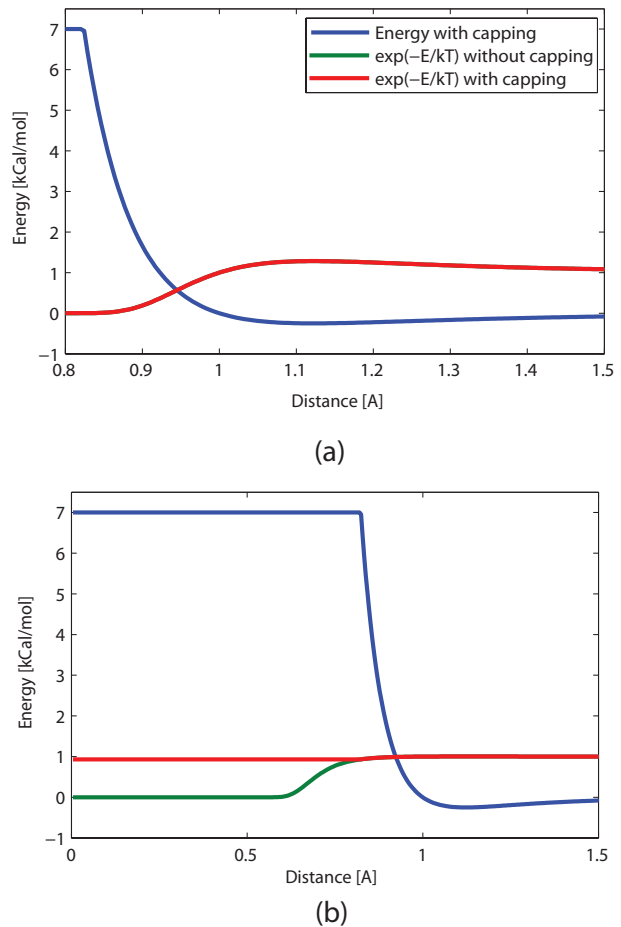 7
6
5
4
3
2
1
0
−1
Energy [kCal/mol]
Energy with capping
exp(−E/kT) without capping
exp(−E/kT) with capping
0.8 0.9 1 1.1 1.2 1.3 1.4 1.5
Distance [A]
(a)
7
6
5
4
3
2
1
0
−1
Energy [kCal/mol]
0 0.5 1 1.5
Distance [A]
(b)